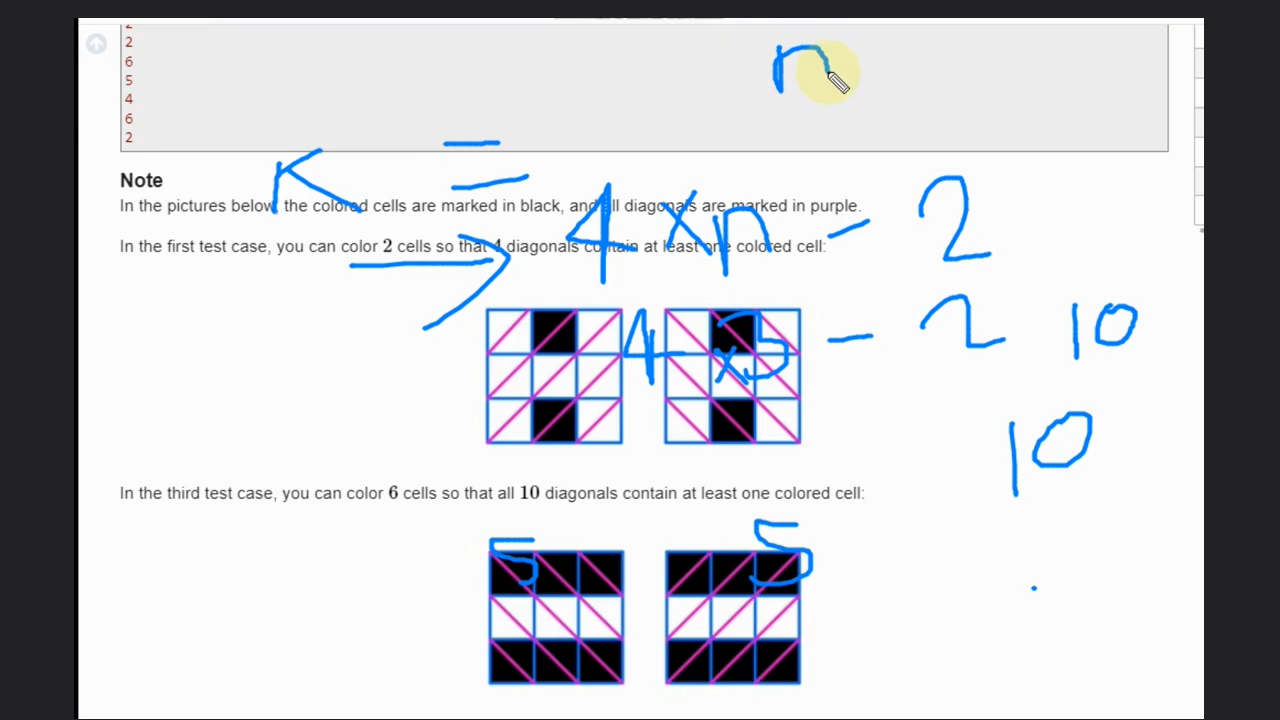 2
6
5
4
6
2
n
K =
Note
In the pictures below, the colored cells are marked in black, and all diagonals are marked in purple.
4 x n - 2
In the first test case, you can color 2 cells so that 4 diagonals contain at least one colored cell:
4 x 3 - 2 10
10
In the third test case, you can color 6 cells so that all 10 diagonals contain at least one colored cell:
5 5